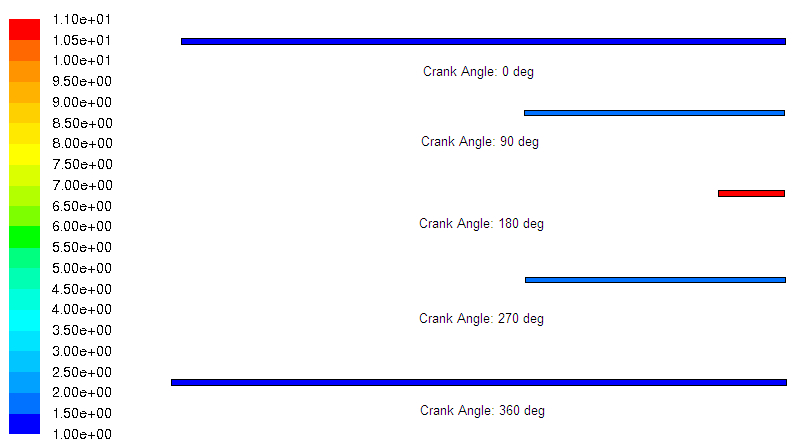 1.10e+01
1.05e+01
1.00e+01
9.50e+00
9.00e+00
8.50e+00
8.00e+00
7.50e+00
7.00e+00
6.50e+00
6.00e+00
5.50e+00
5.00e+00
4.50e+00
4.00e+00
3.50e+00
3.00e+00
2.50e+00
2.00e+00
1.50e+00
1.00e+00
Crank Angle: 0 deg
Crank Angle: 90 deg
Crank Angle: 180 deg
Crank Angle: 270 deg
Crank Angle: 360 deg